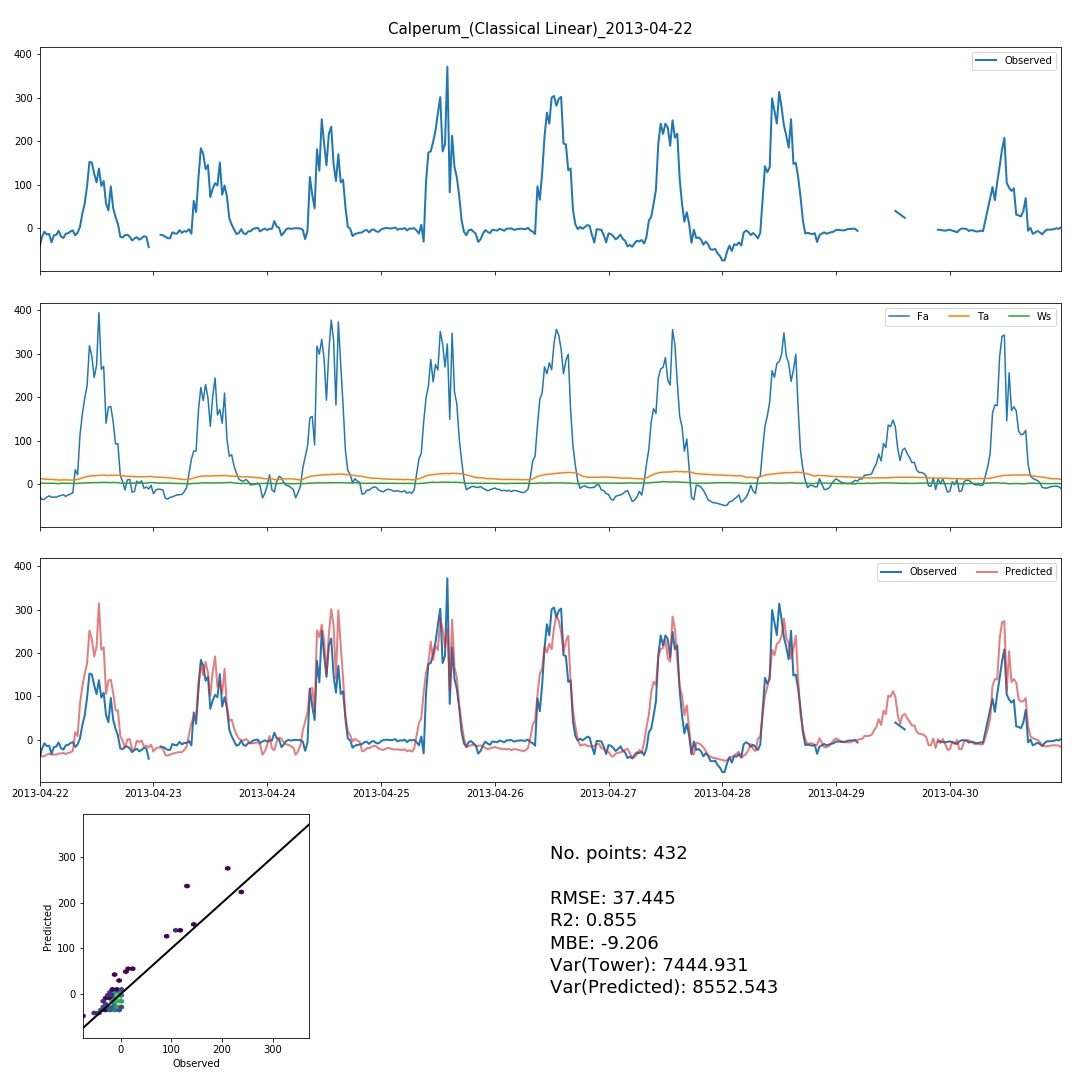 Calperum_(Classical Linear)_2013-04-22
400
300
200
100
0
Observed
400
300
200
100
0
Fa Ta Ws
400
300
200
100
0
Observed Predicted
2013-04-22 2013-04-23 2013-04-24 2013-04-25 2013-04-26 2013-04-27 2013-04-28 2013-04-29 2013-04-30
300
200
100
0
Predicted
0 100 200 300
Observed
No. points: 432
RMSE: 37.445
R2: 0.855
MBE: -9.206
Var(Tower): 7444.931
Var(Predicted): 8552.543